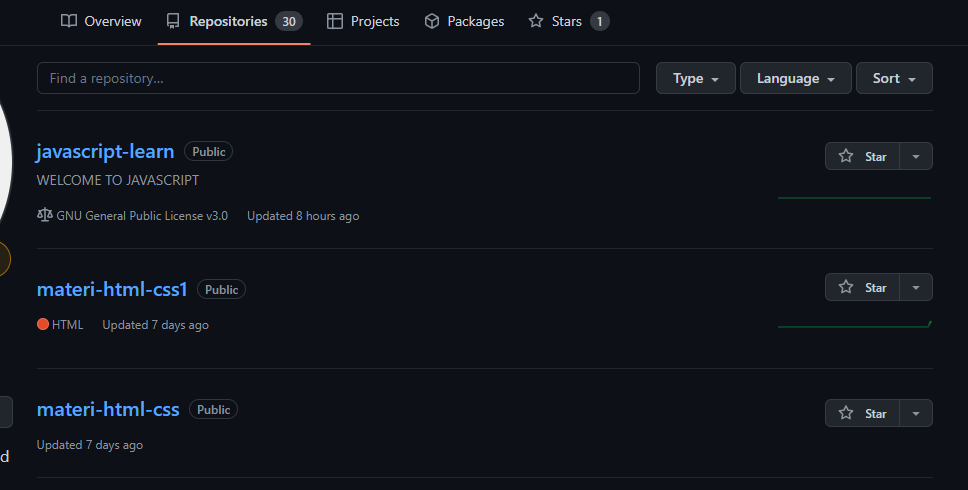 Overview Repositories 30 Projects Packages Stars 1
Find a repository... Type Language Sort
javascript-learn Public Star
WELCOME TO JAVASCRIPT
GNU General Public License v3.0 Updated 8 hours ago
materi-html-css1 Public Star
HTML Updated 7 days ago
materi-html-css Public Star
Updated 7 days ago
d